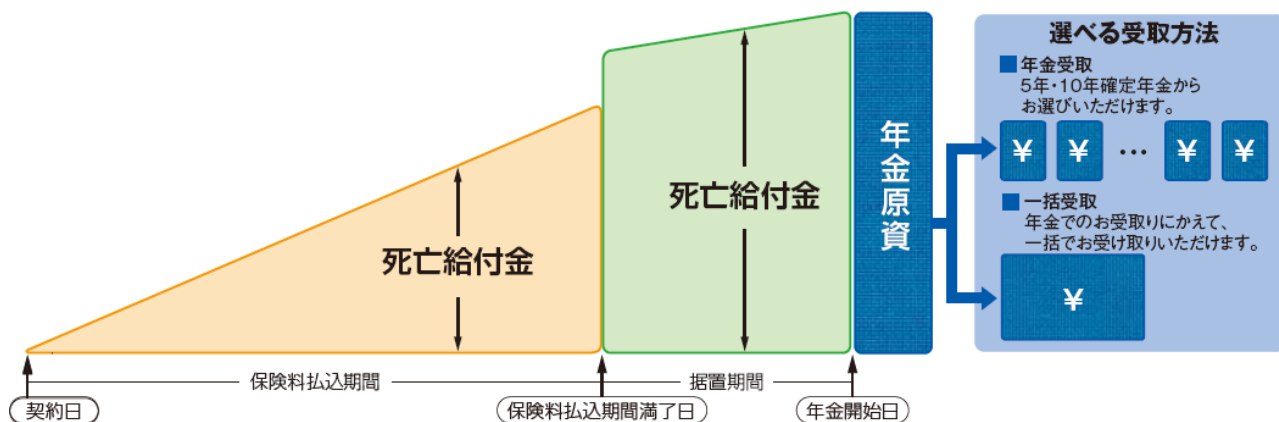 死亡給付金
死亡給付金
保険料払込期間
据置期間
契約日
保険料払込期間満了日
年金開始日
年金原資
選べる受取方法
年金受取
5年・10年確定年金から
お選びいただけます。
¥ ¥ … ¥ ¥
一括受取
年金でのお受取りにかえて、
一括でお受け取りいただけます。
¥